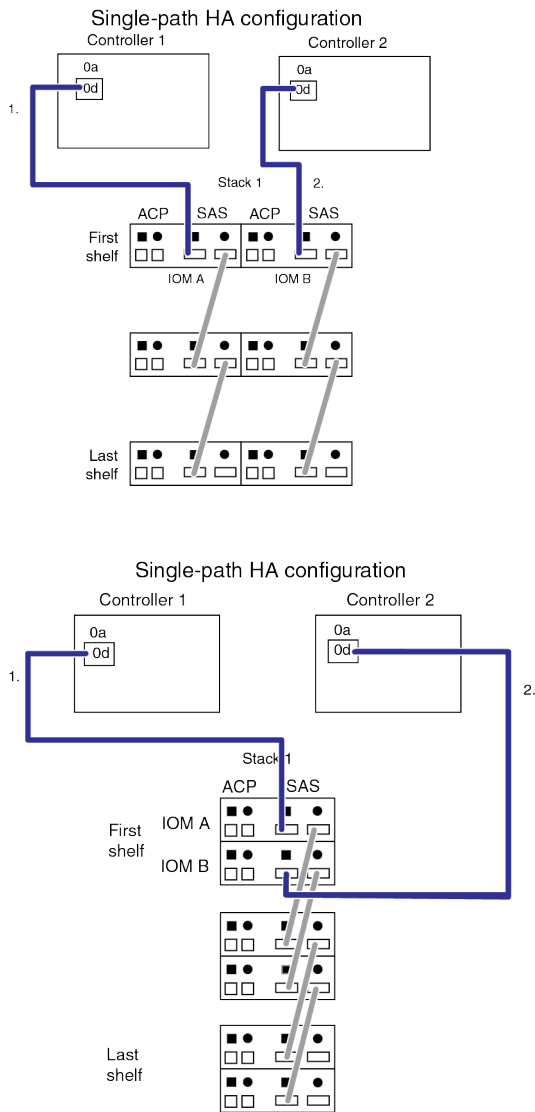 Single-path HA configuration
Controller 1
Controller 2
0a
0a
0d
0d
1.
Stack 1
2.
ACP SAS ACP SAS
First
shelf
IOM A
IOM B
Last
shelf
Single-path HA configuration
Controller 1
Controller 2
0a
0a
0d
0d
1.
2.
Stack 1
ACP SAS
First
shelf
IOM A
IOM B
Last
shelf